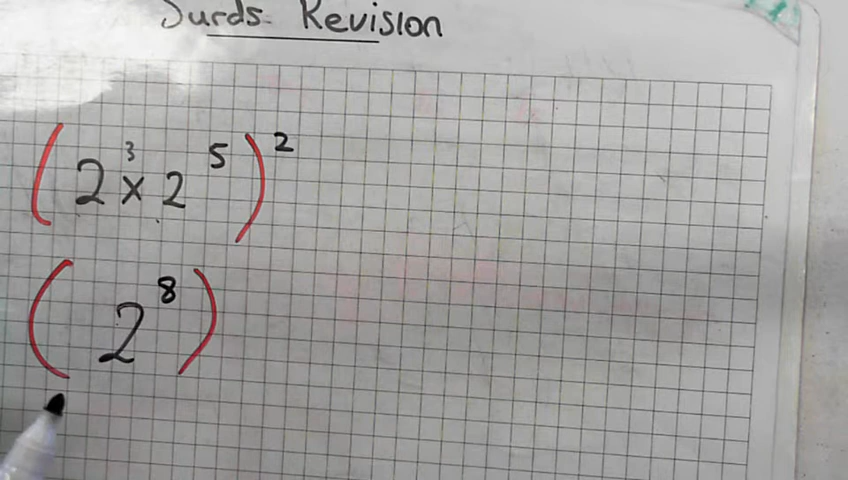 Surds Revision
(2³ x 2⁵)²
(2⁸)